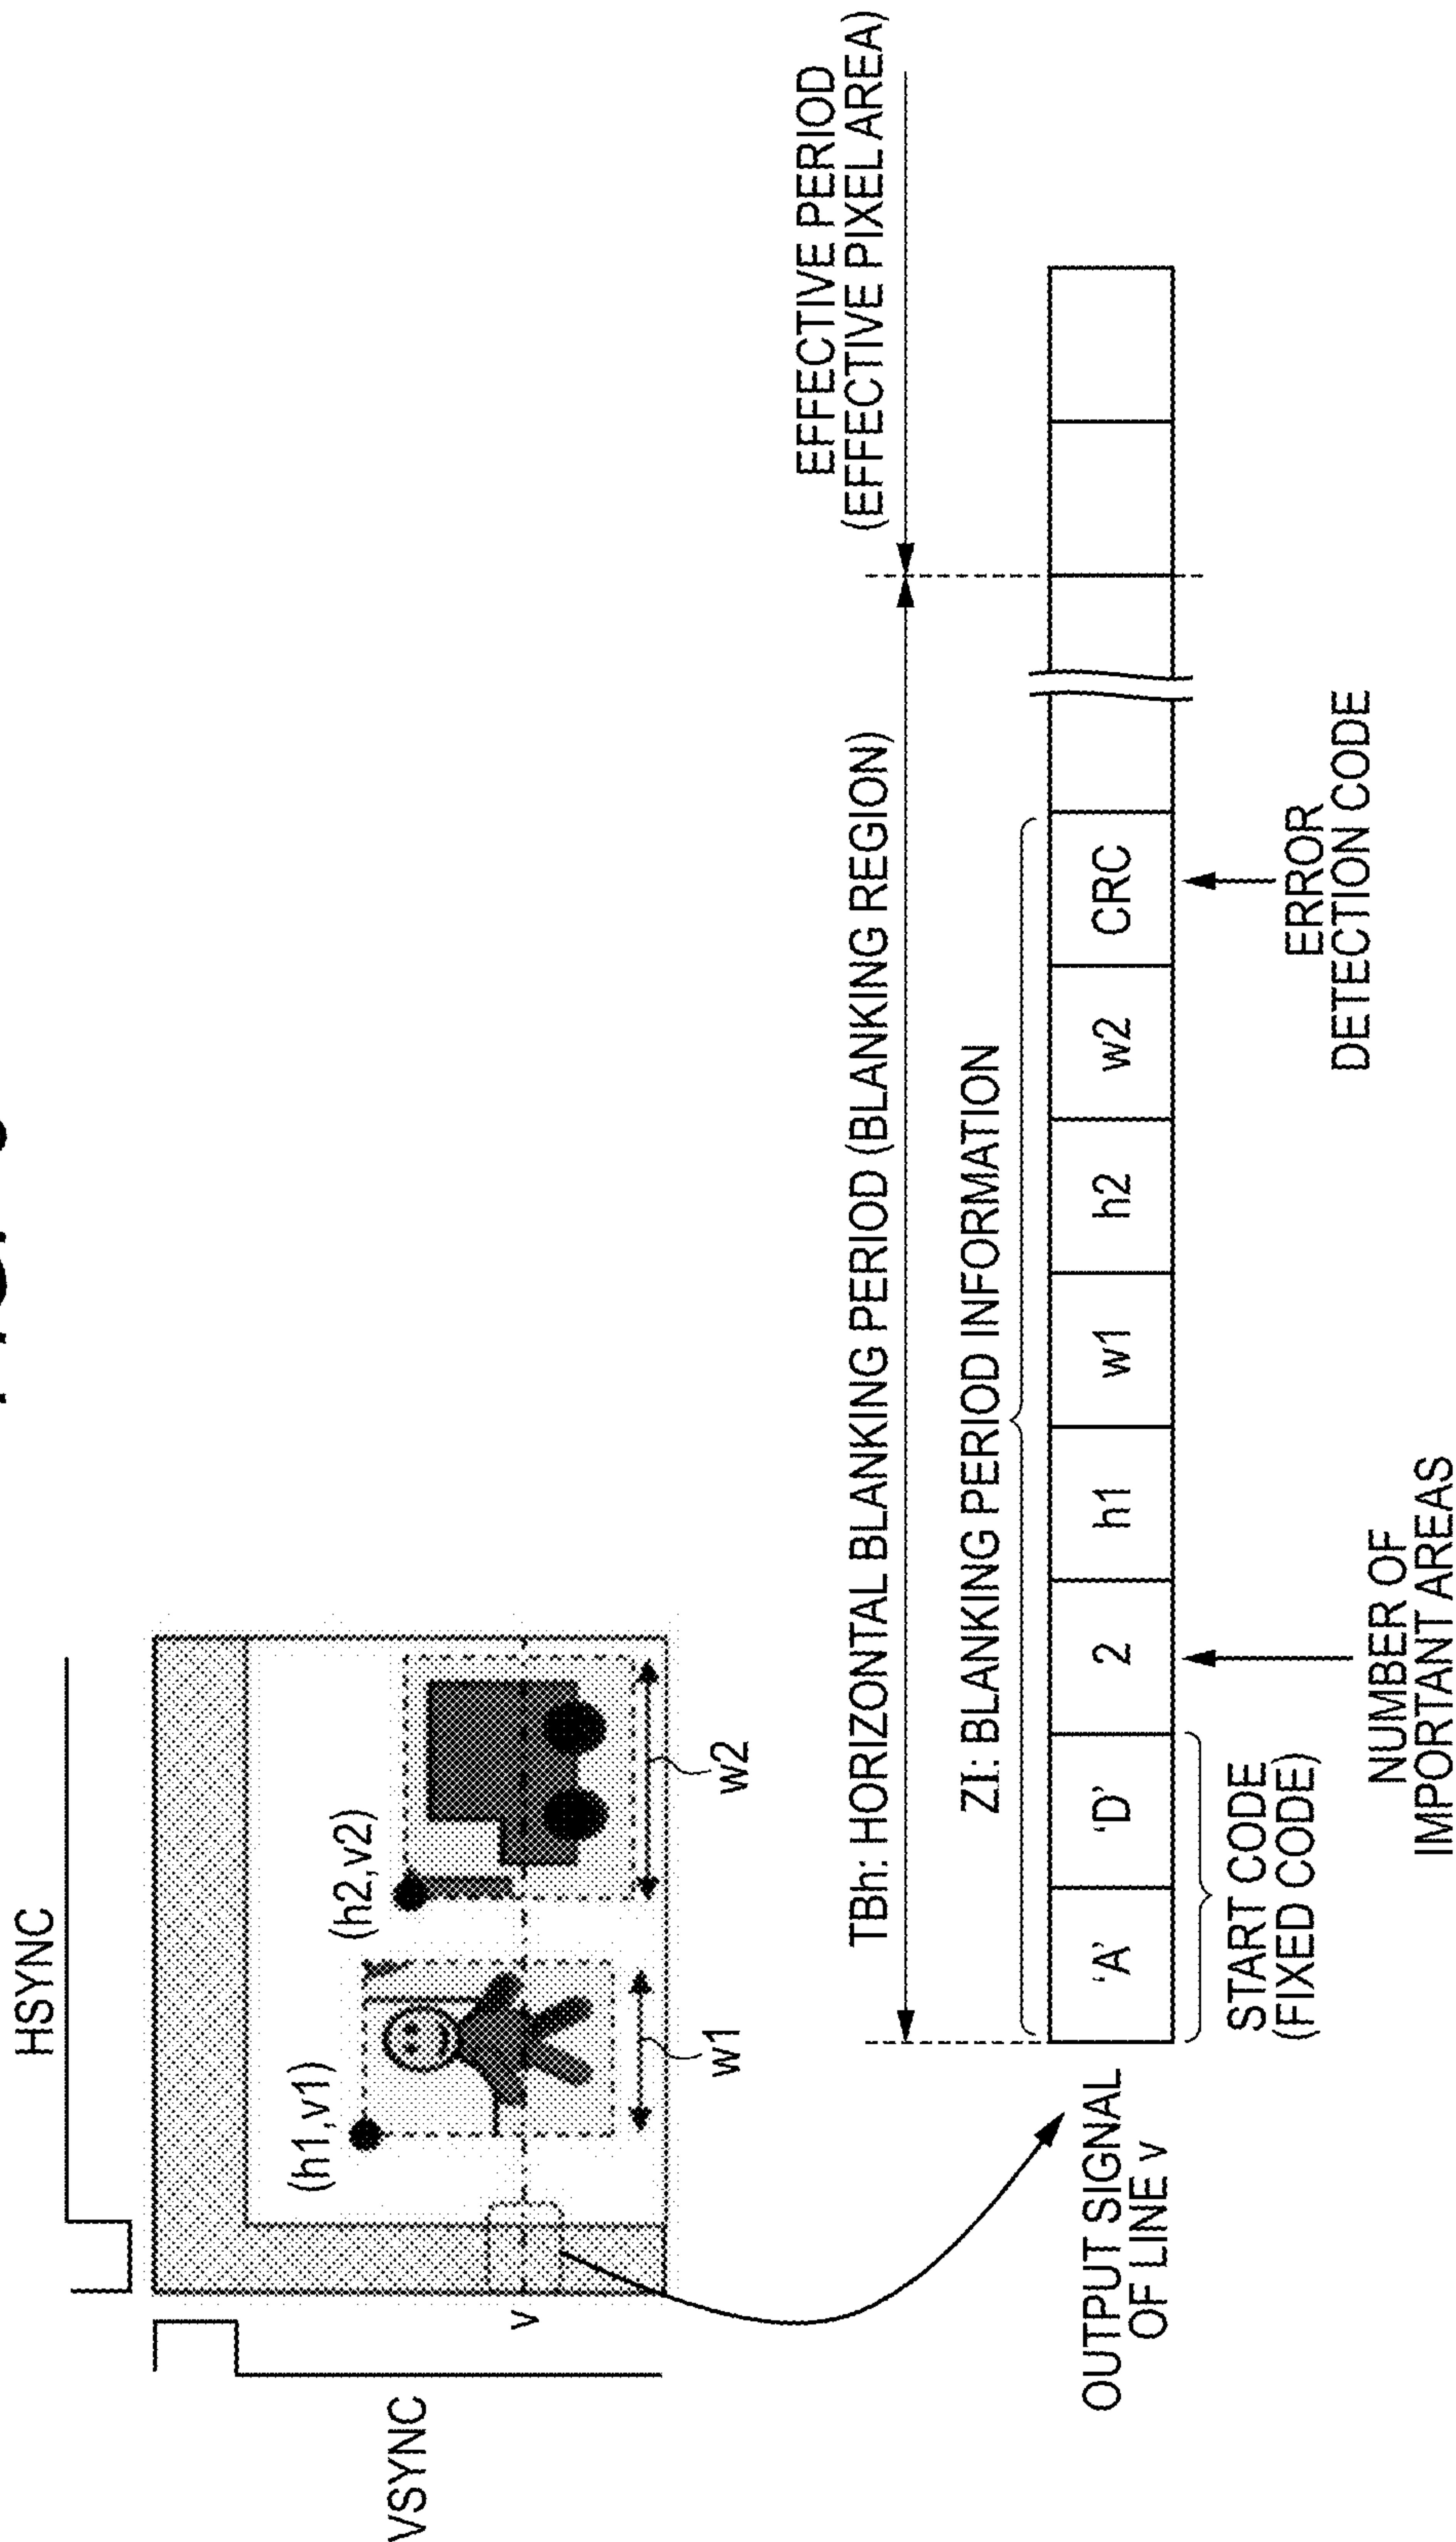 HSYNC
VSYNC
(h1,v1)
(h2,v2)
v
w1
w2
EFFECTIVE PERIOD
(EFFECTIVE PIXEL AREA)
TBh: HORIZONTAL BLANKING PERIOD (BLANKING REGION)
ZI: BLANKING PERIOD INFORMATION
OUTPUT SIGNAL
OF LINE v
'A' 'D' 2 h1 w1 h2 w2 CRC
START CODE
(FIXED CODE)
NUMBER OF
IMPORTANT AREAS
ERROR
DETECTION CODE